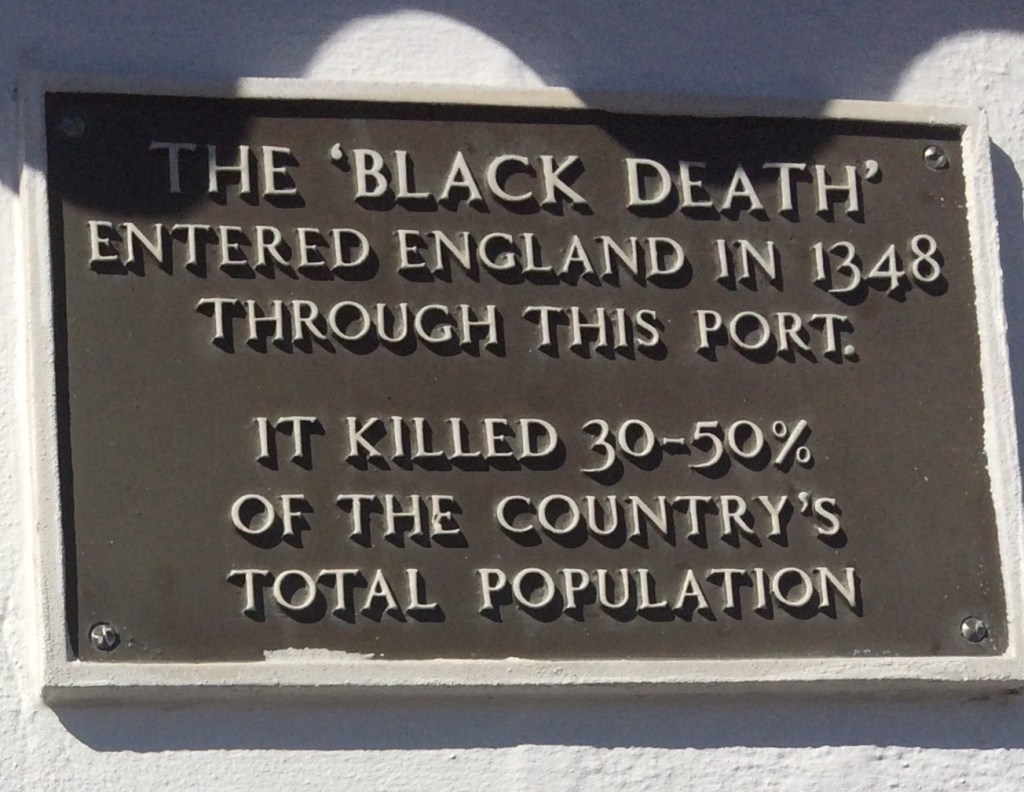 THE 'BLACK DEATH'
ENTERED ENGLAND IN 1348
THROUGH THIS PORT.
IT KILLED 30-50%
OF THE COUNTRY'S
TOTAL POPULATION